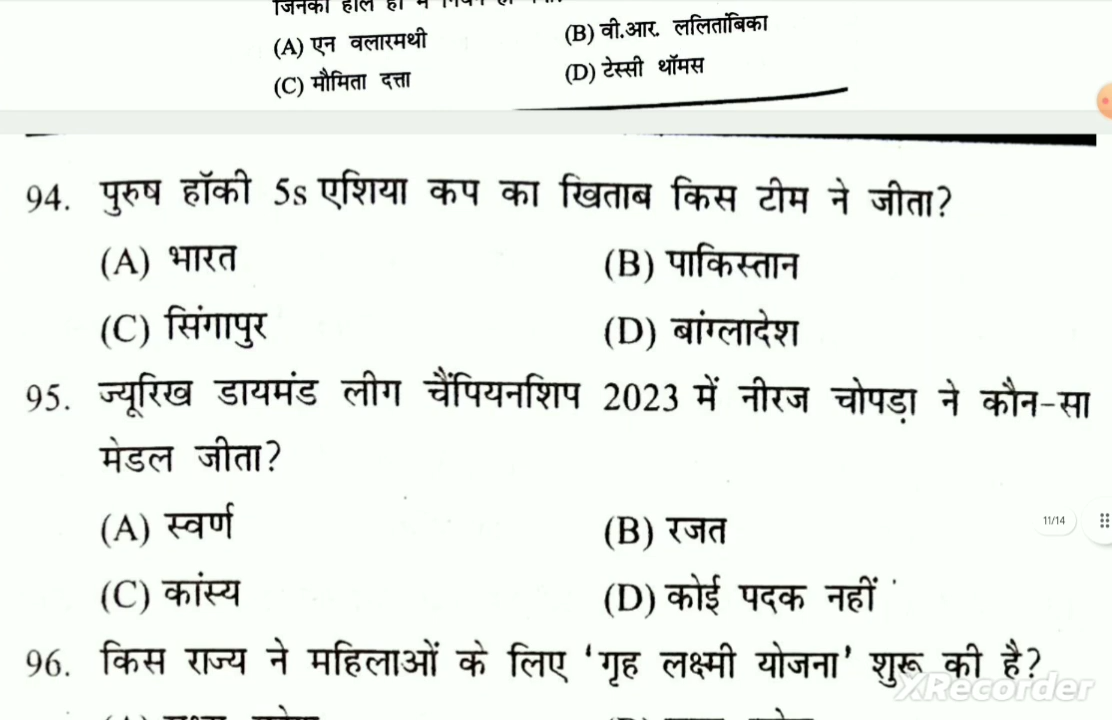 (A) एन वलारमथी (B) वी.आर. ललितांबिका
(C) मौमिता दत्ता (D) टेस्सी थॉमस
94. पुरुष हॉकी 5s एशिया कप का खिताब किस टीम ने जीता?
(A) भारत (B) पाकिस्तान
(C) सिंगापुर (D) बांग्लादेश
95. ज्यूरिख डायमंड लीग चैंपियनशिप 2023 में नीरज चोपड़ा ने कौन-सा
मेडल जीता?
(A) स्वर्ण (B) रजत
11/14
(C) कांस्य (D) कोई पदक नहीं
96. किस राज्य ने महिलाओं के लिए 'गृह लक्ष्मी योजना' शुरू की है?
XRecorder